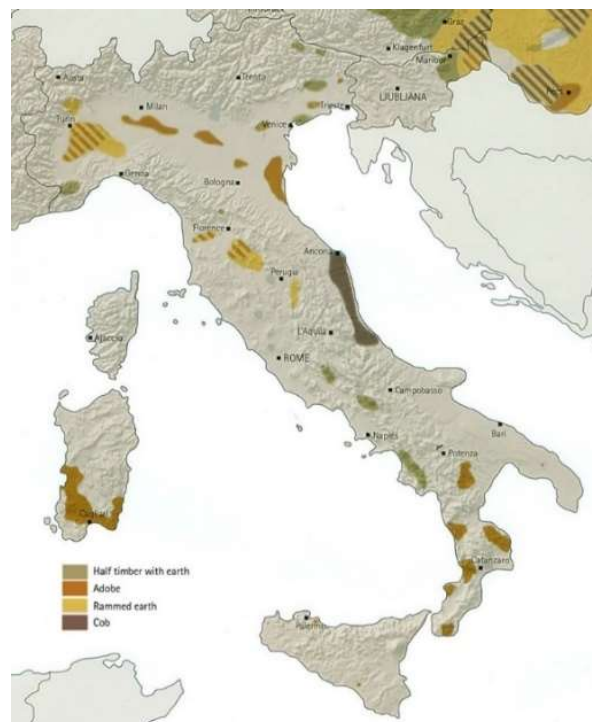 Graz
Klagenfurt
Maribor
Aosta
Trento
LJUBLJANA
Milan
Trieste
Turin
Venice
Genoa
Bologna
Florence
Ancona
Perugia
L'Aquila
Ajaccio
ROME
Campobasso
Bari
Naples
Potenza
Cagliari
Catanzaro
Half timber with earth
Adobe
Rammed earth
Cob
Palermo